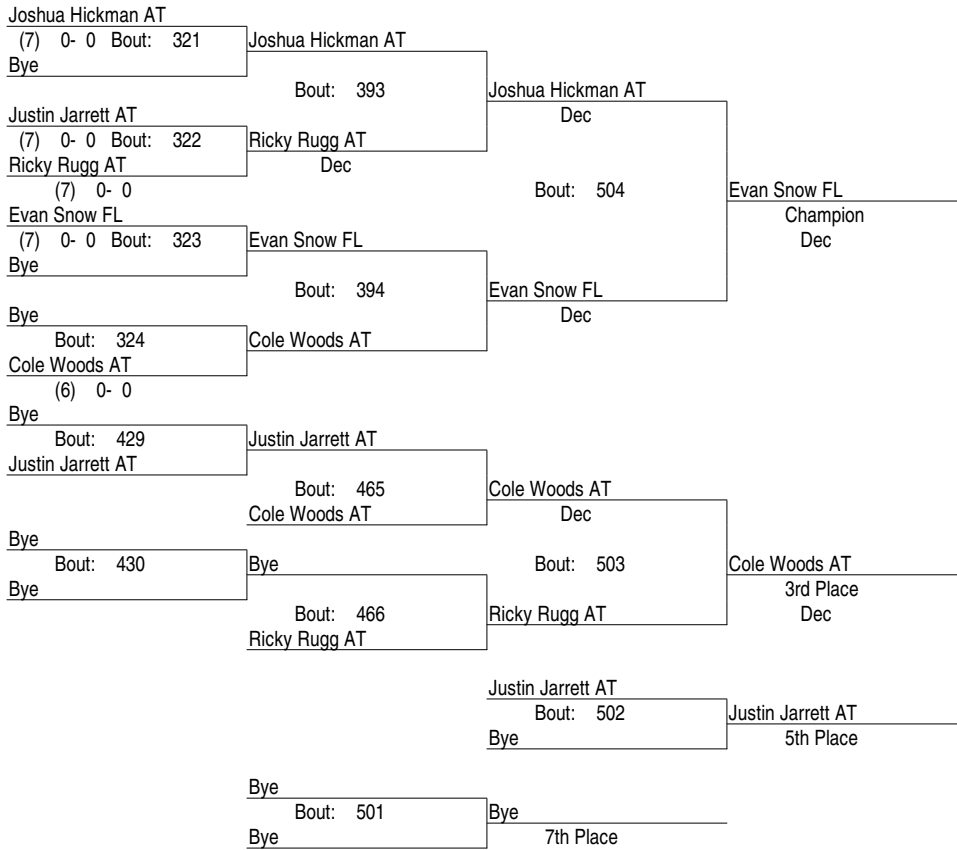 Joshua Hickman AT
(7) 0- 0 Bout: 321 Joshua Hickman AT
Bye
Bout: 393 Joshua Hickman AT
Justin Jarrett AT Dec
(7) 0- 0 Bout: 322 Ricky Rugg AT
Ricky Rugg AT Dec
(7) 0- 0 Bout: 504 Evan Snow FL
Evan Snow FL Champion
(7) 0- 0 Bout: 323 Evan Snow FL Dec
Bye
Bout: 394 Evan Snow FL
Bye Dec
Bout: 324 Cole Woods AT
Cole Woods AT
(6) 0- 0
Bye
Bout: 429 Justin Jarrett AT
Justin Jarrett AT
Bout: 465 Cole Woods AT
Cole Woods AT Dec
Bye
Bout: 430 Bye Bout: 503 Cole Woods AT
Bye 3rd Place
Bout: 466 Ricky Rugg AT Dec
Ricky Rugg AT
Justin Jarrett AT
Bout: 502 Justin Jarrett AT
Bye 5th Place
Bye
Bout: 501 Bye
Bye 7th Place